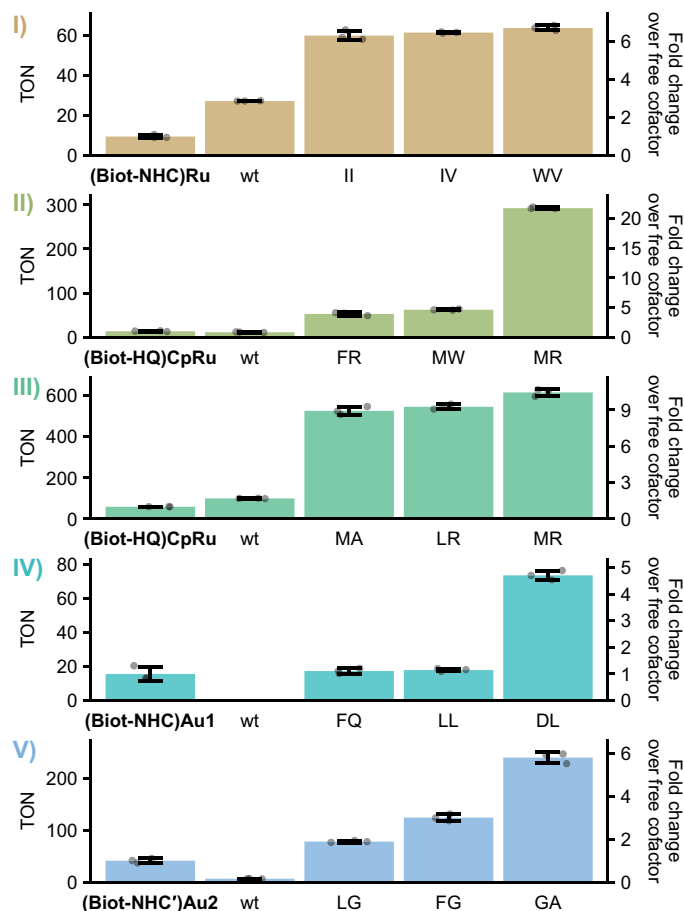 I)
TON
60
40
20
0
6
4
2
0
Fold change
over free cofactor
(Biot-NHC)Ru wt II IV WV
II)
TON
300
200
100
0
20
15
10
5
0
Fold change
over free cofactor
(Biot-HQ)CpRu wt FR MW MR
III)
TON
600
400
200
0
9
6
3
0
Fold change
over free cofactor
(Biot-HQ)CpRu wt MA LR MR
IV)
TON
80
60
40
20
0
5
4
3
2
1
0
Fold change
over free cofactor
(Biot-NHC)Au1 wt FQ LL DL
V)
TON
200
100
0
6
4
2
0
Fold change
over free cofactor
(Biot-NHC')Au2 wt LG FG GA